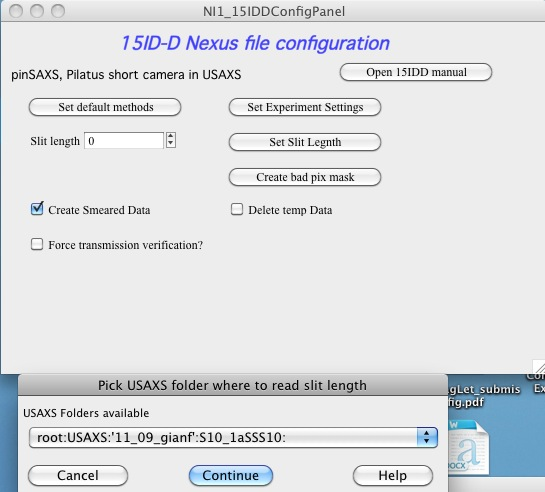 NI1_15IDDConfigPanel
15ID-D Nexus file configuration
pinSAXS, Pilatus short camera in USAXS
Open 15IDD manual
Set default methods
Set Experiment Settings
Slit length 0
Set Slit Legnth
Create bad pix mask
Create Smeared Data
Delete temp Data
Force transmission verification?
Pick USAXS folder where to read slit length
USAXS Folders available
root:USAXS:'11_09_gianf':S10_1aSSS10:
Cancel
Continue
Help
gLet_submis
fig.pdf
Ex